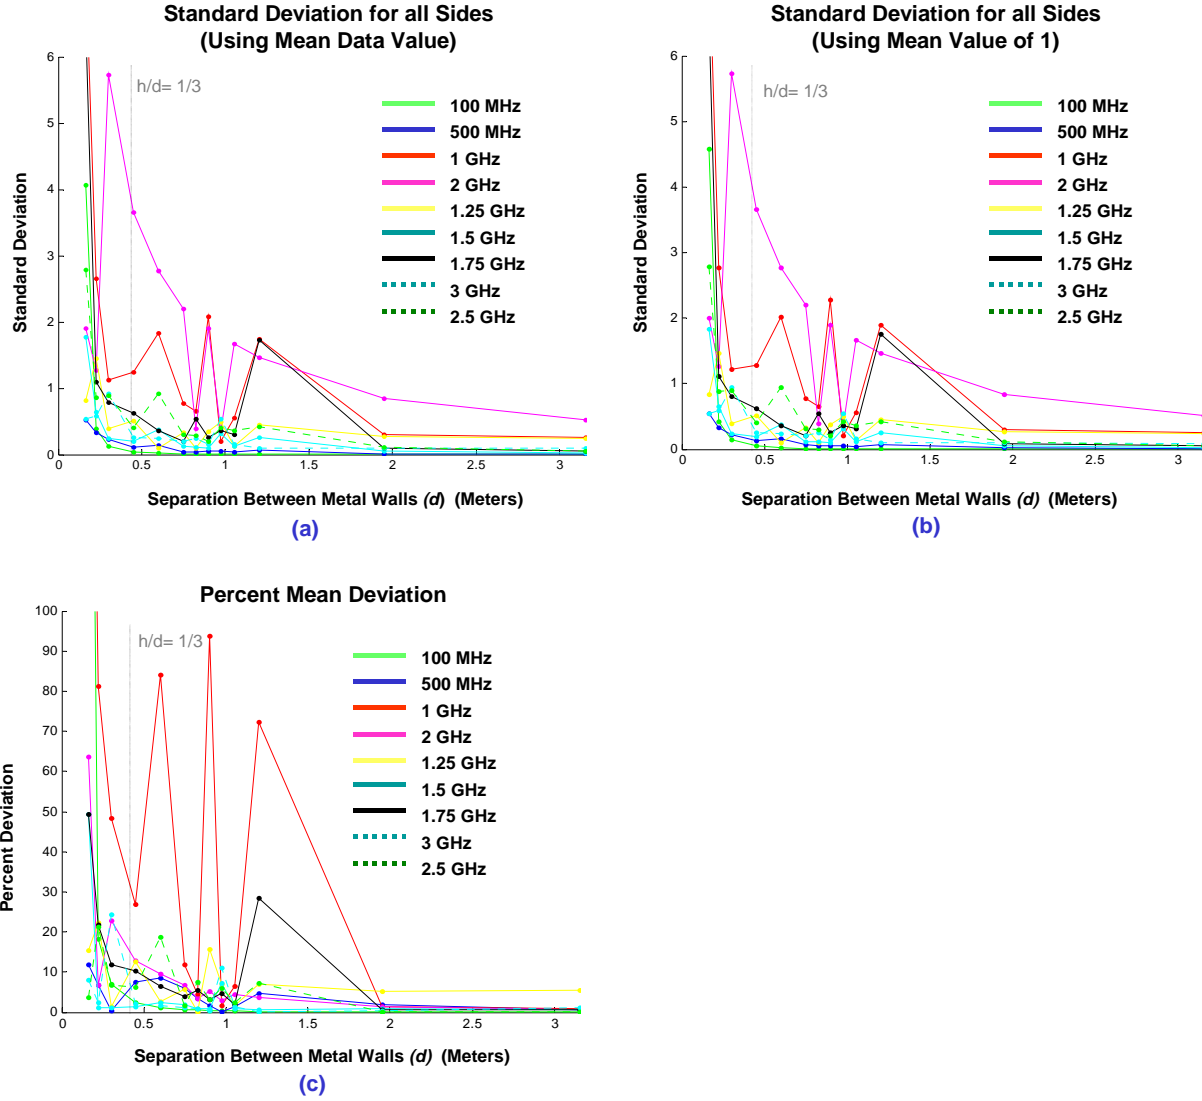 Standard Deviation for all Sides
(Using Mean Data Value)
6
5
4
3
2
1
0
Standard Deviation
h/d= 1/3
100 MHz
500 MHz
1 GHz
2 GHz
1.25 GHz
1.5 GHz
1.75 GHz
3 GHz
2.5 GHz
0 0.5 1 1.5 2 2.5 3
Separation Between Metal Walls (d) (Meters)
(a)
Standard Deviation for all Sides
(Using Mean Value of 1)
6
5
4
3
2
1
0
Standard Deviation
h/d= 1/3
100 MHz
500 MHz
1 GHz
2 GHz
1.25 GHz
1.5 GHz
1.75 GHz
3 GHz
2.5 GHz
0 0.5 1 1.5 2 2.5 3
Separation Between Metal Walls (d) (Meters)
(b)
Percent Mean Deviation
100
90
80
70
60
50
40
30
20
10
0
Percent Deviation
h/d= 1/3
100 MHz
500 MHz
1 GHz
2 GHz
1.25 GHz
1.5 GHz
1.75 GHz
3 GHz
2.5 GHz
0 0.5 1 1.5 2 2.5 3
Separation Between Metal Walls (d) (Meters)
(c)